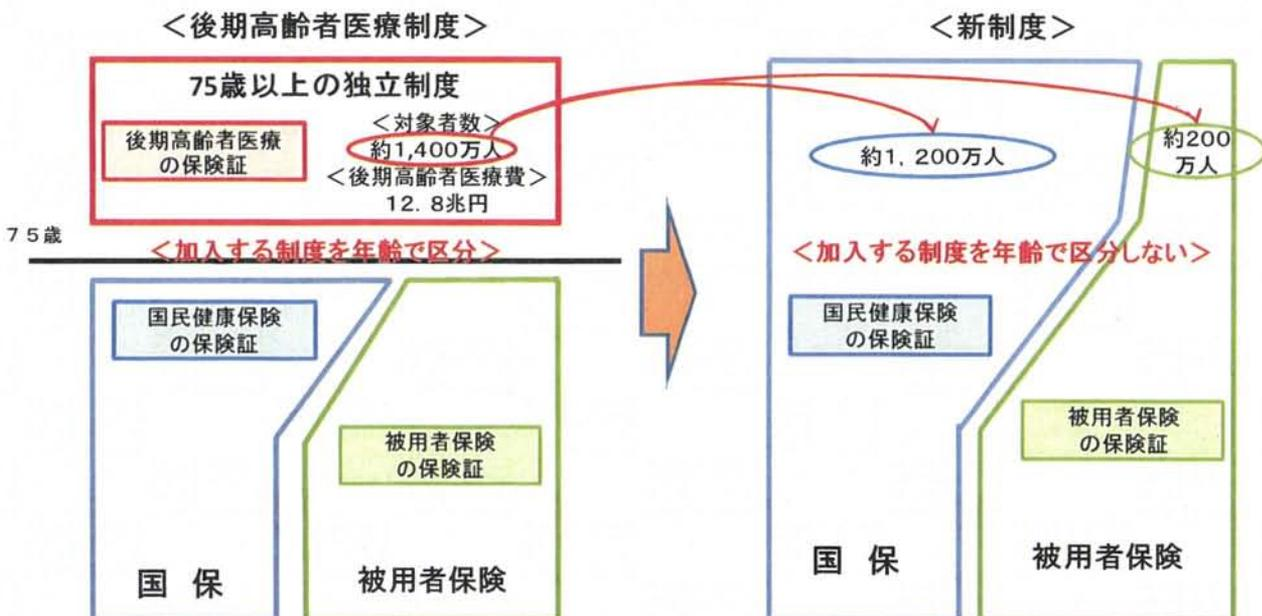 <後期高齢者医療制度>
75歳以上の独立制度
後期高齢者医療
の保険証
<対象者数>
約1,400万人
<後期高齢者医療費>
12.8兆円
75歳
<加入する制度を年齢で区分>
国民健康保険
の保険証
被用者保険
の保険証
国 保
被用者保険
<新制度>
約1,200万人
約200
万人
<加入する制度を年齢で区分しない>
国民健康保険
の保険証
被用者保険
の保険証
国 保
被用者保険